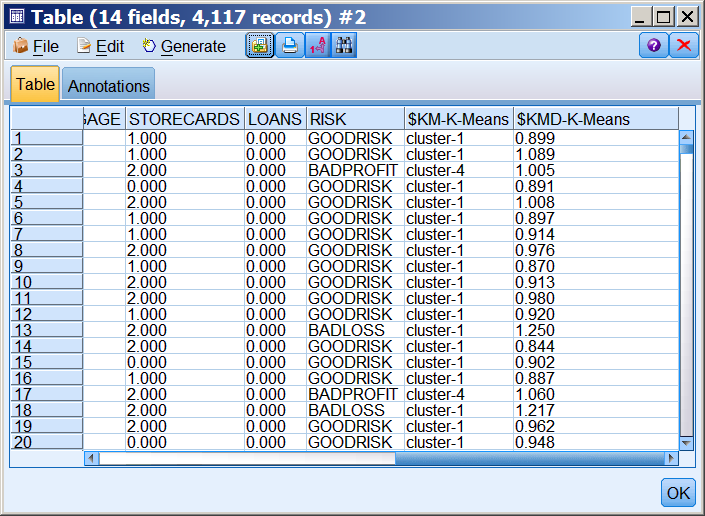 Table (14 fields, 4,117 records) #2
File Edit Generate
Table Annotations
GAGE STORECARDS LOANS RISK $KM-K-Means $KMD-K-Means
1 1.000 0.000 GOODRISK cluster-1 0.899
2 1.000 0.000 GOODRISK cluster-1 1.089
3 2.000 0.000 BADPROFIT cluster-4 1.005
4 0.000 0.000 GOODRISK cluster-1 0.891
5 2.000 0.000 GOODRISK cluster-1 1.008
6 1.000 0.000 GOODRISK cluster-1 0.897
7 1.000 0.000 GOODRISK cluster-1 0.914
8 2.000 0.000 GOODRISK cluster-1 0.976
9 1.000 0.000 GOODRISK cluster-1 0.870
10 2.000 0.000 GOODRISK cluster-1 0.913
11 2.000 0.000 GOODRISK cluster-1 0.980
12 1.000 0.000 GOODRISK cluster-1 0.920
13 2.000 0.000 BADLOSS cluster-1 1.250
14 2.000 0.000 GOODRISK cluster-1 0.844
15 0.000 0.000 GOODRISK cluster-1 0.902
16 1.000 0.000 GOODRISK cluster-1 0.887
17 2.000 0.000 BADPROFIT cluster-4 1.060
18 2.000 0.000 BADLOSS cluster-1 1.217
19 2.000 0.000 GOODRISK cluster-1 0.962
20 0.000 0.000 GOODRISK cluster-1 0.948
OK